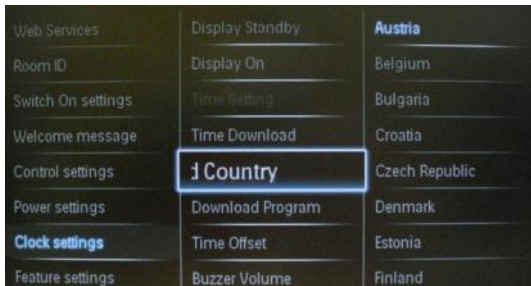 Web Services
Room ID
Switch On settings
Welcome message
Control settings
Power settings
Clock settings
Feature settings
Display Standby
Display On
Time Setting
Time Download
d Country
Download Program
Time Offset
Buzzer Volume
Austria
Belgium
Bulgaria
Croatia
Czech Republic
Denmark
Estonia
Finland